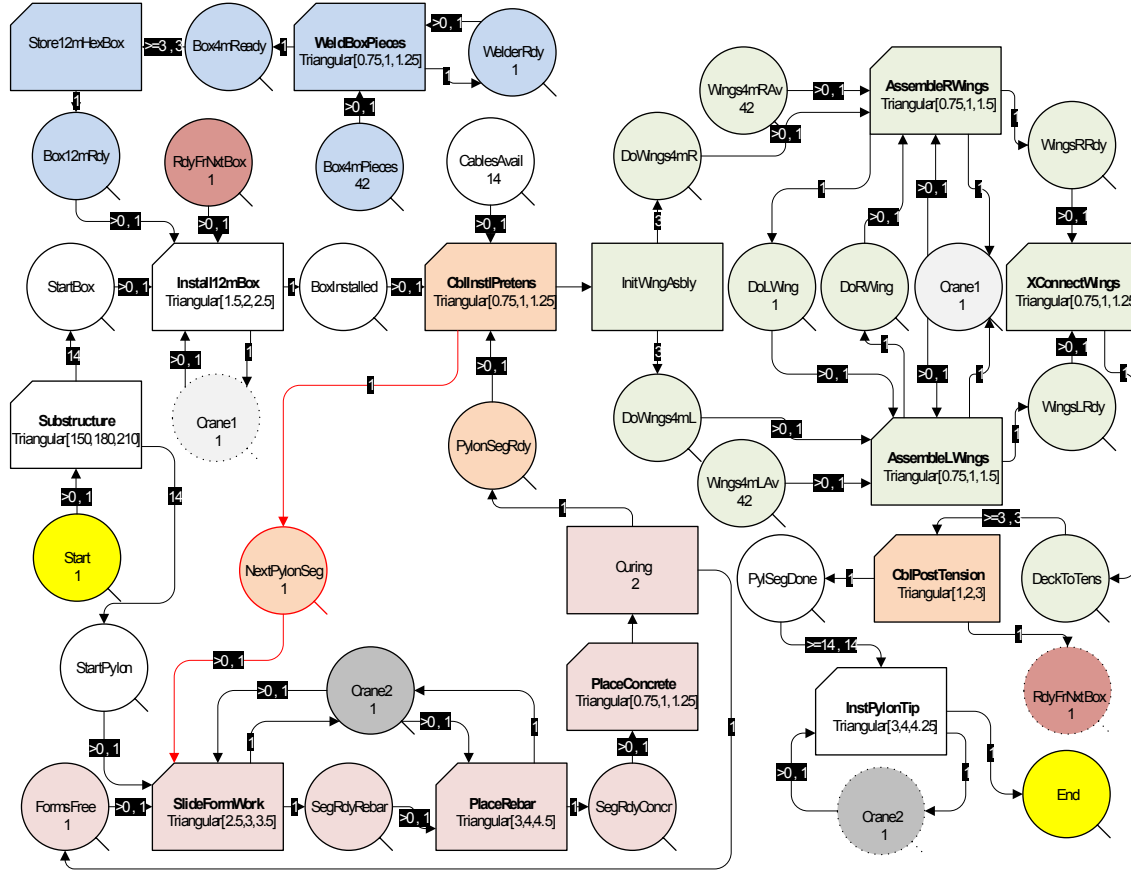 Store12mHexBox
>=3, 3
Box4mReady
1
WeldBoxPieces
Triangular[0.75,1, 1.25]
>0, 1
1
WelderRdy
1
1
Box12mRdy
RdyFrNxtBox
1
>0, 1
Box4mPieces
42
CablesAvail
14
Wings4mRAv
42
>0, 1
>0, 1
DoWings4mR
AssembleRWings
Triangular[0.75,1, 1.5]
1
WingsRRdy
>0, 1
>0, 1
>0, 1
3
1
>0, 1
>0, 1
1
>0, 1
StartBox
>0, 1
Install12mBox
Triangular[1.5,2, 2.5]
1
BoxInstalled
>0, 1
CblInstlPretens
Triangular[0.75,1, 1.25]
InitWingAsbly
DoLWing
1
DoRWing
Crane1
1
XConnectWings
Triangular[0.75,1, 1.25
14
>0, 1
1
Crane1
1
1
>0, 1
3
>0, 1
1
>0, 1
1
>0, 1
Substructure
Triangular[150,180,210]
14
>0, 1
PylonSegRdy
DoWings4mL
>0, 1
Wings4mLAv
42
>0, 1
AssembleLWings
Triangular[0.75,1, 1.5]
1
WingsLRdy
Start
1
NextPylonSeg
1
1
Curing
2
>=3, 3
PylSegDone
1
CblPostTension
Triangular[1,2,3]
DeckToTens
1
StartPylon
>0, 1
>0, 1
>0, 1
1
Crane2
1
>0, 1
1
PlaceConcrete
Triangular[0.75,1, 1.25]
>0, 1
1
>=14, 14
InstPylonTip
Triangular[3,4,4.25]
RdyFrNxtBox
1
>0, 1
1
1
FormsFree
1
>0, 1
SlideFormWork
Triangular[2.5,3, 3.5]
1
SegRdyRebar
>0, 1
PlaceRebar
Triangular[3,4,4.5]
1
SegRdyConcr
Crane2
1
End